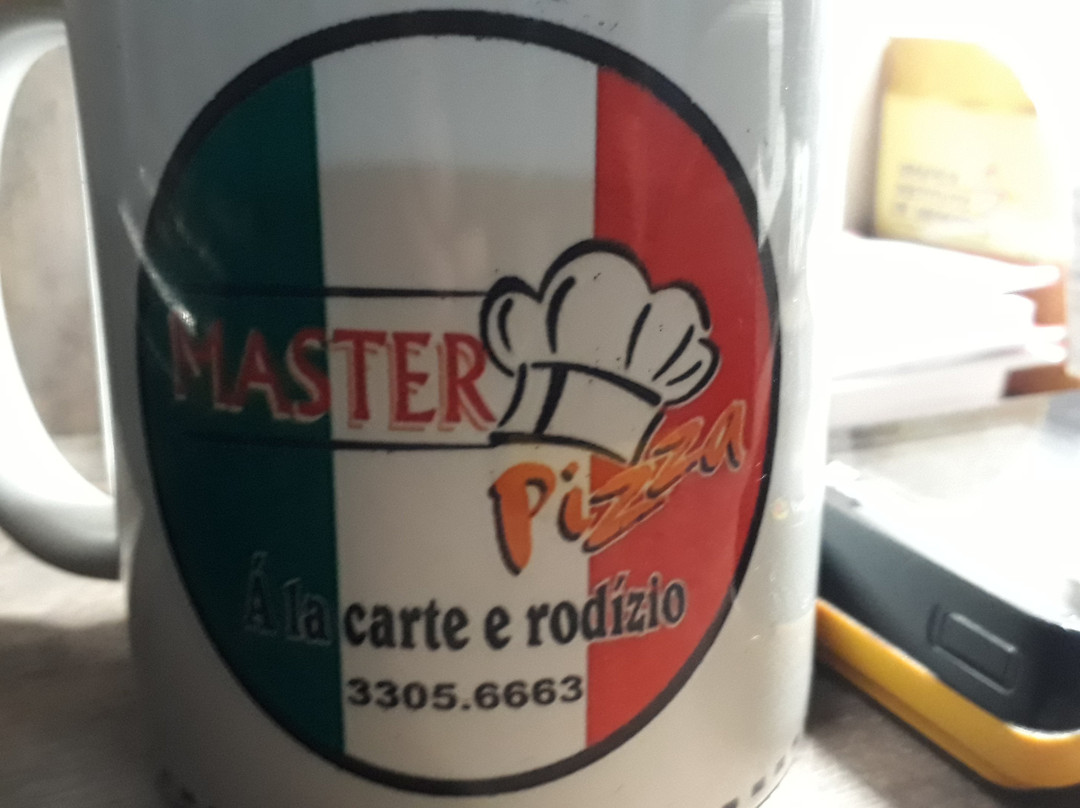 MASTER
Pizza
Á la carte e rodízio
3305.6663